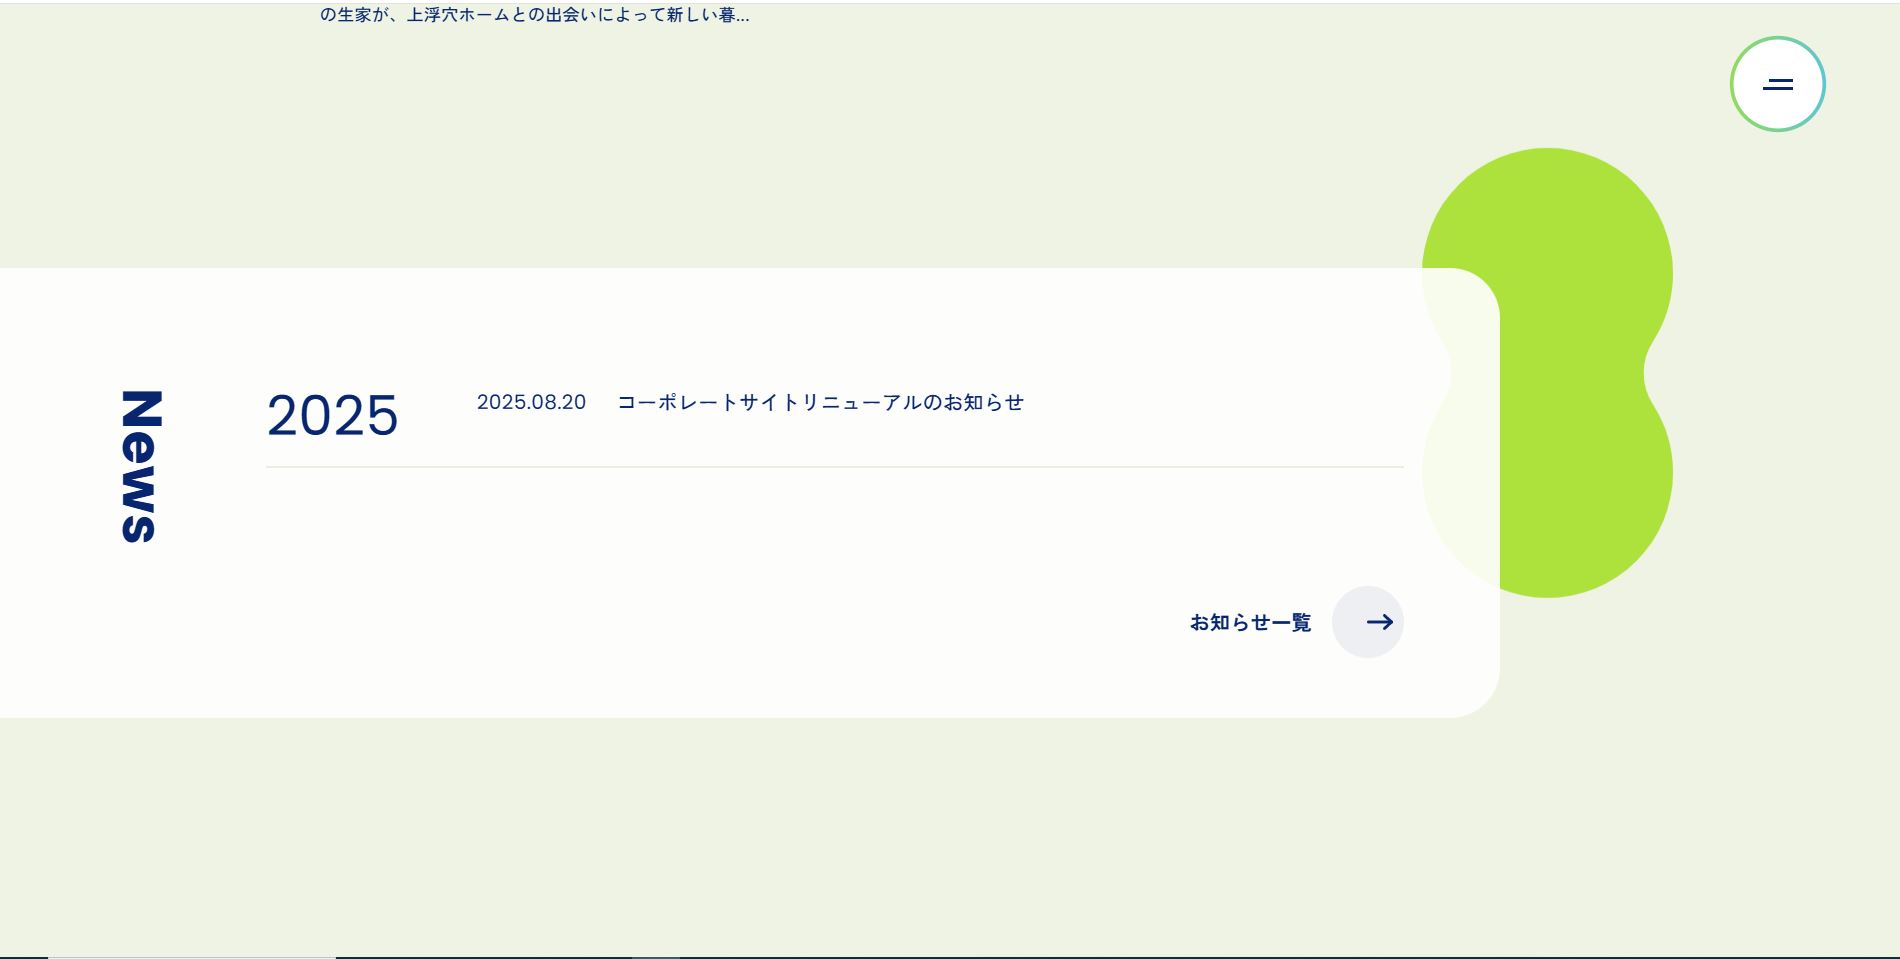 の生家が、上浮穴ホームとの出会いによって新しい暮...
News
2025
2025.08.20 コーポレートサイトリニューアルのお知らせ
お知らせ一覧